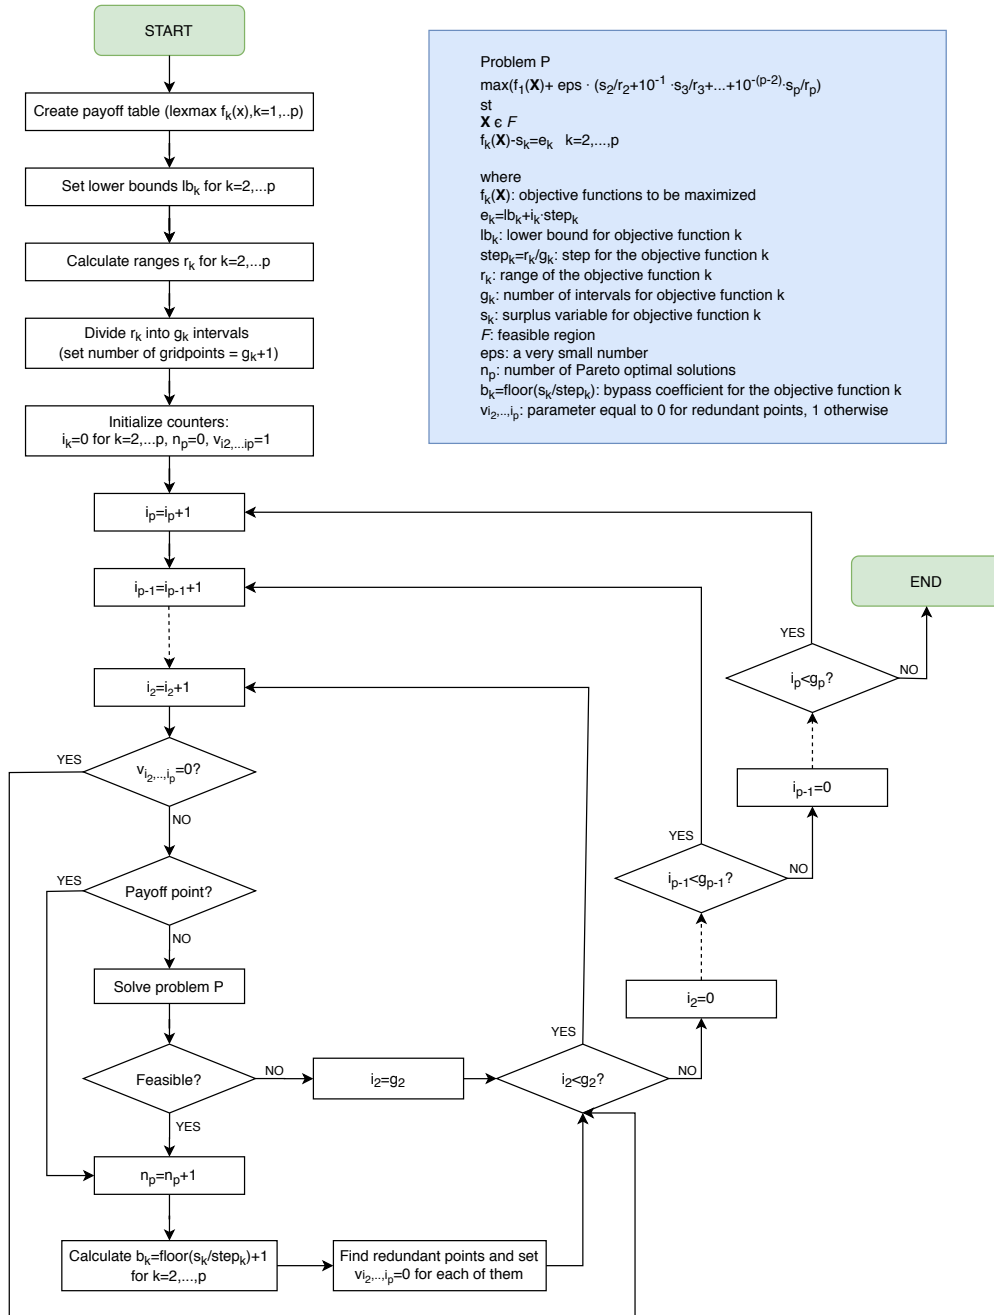 START
Create payoff table (lexmax fk(x),k=1,..p)
Set lower bounds lbk for k=2,...p
Calculate ranges rk for k=2,...p
Divide rk into gk intervals
(set number of gridpoints = gk+1)
Initialize counters:
ik=0 for k=2,...p, np=0, vi2,...ip=1
ip=ip+1
ip-1=ip-1+1
i2=i2+1
YES
vi2,..,ip=0?
NO
YES
Payoff point?
NO
Solve problem P
Feasible?
NO
YES
i2=g2
np=np+1
Calculate bk=floor(sk/stepk)+1
for k=2,...,p
Find redundant points and set
vi2,..,ip=0 for each of them
YES
i2<g2?
NO
i2=0
YES
ip-1<gp-1?
NO
ip-1=0
YES
ip<gp?
NO
END
Problem P
max(f1(X)+ eps · (s2/r2+10-1 ·s3/r3+...+10-(p-2)·sp/rp)
st
X ϵ F
fk(X)-sk=ek k=2,...,p
where
fk(X): objective functions to be maximized
ek=lbk+ik·stepk
lbk: lower bound for objective function k
stepk=rk/gk: step for the objective function k
rk: range of the objective function k
gk: number of intervals for objective function k
sk: surplus variable for objective function k
F: feasible region
eps: a very small number
np: number of Pareto optimal solutions
bk=floor(sk/stepk): bypass coefficient for the objective function k
vi2,..,ip: parameter equal to 0 for redundant points, 1 otherwise